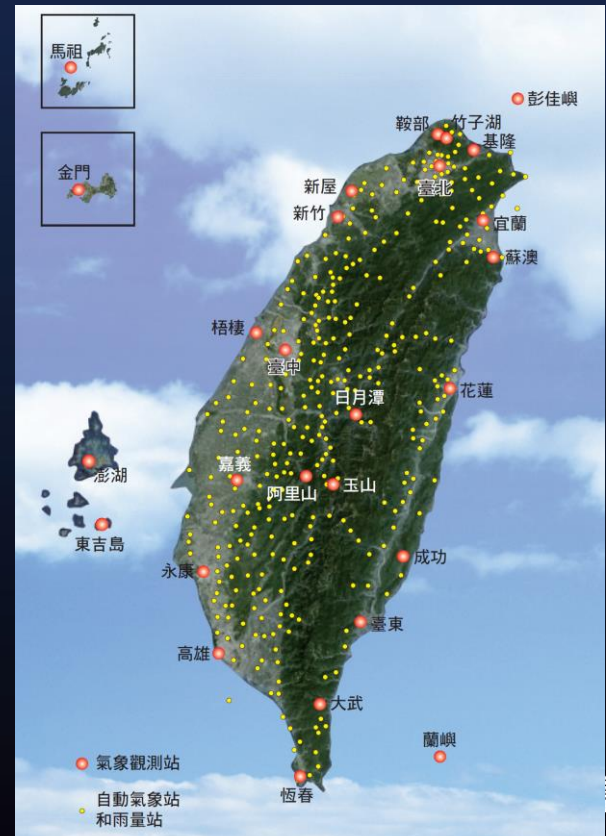 馬祖
彭佳嶼
鞍部
竹子湖
基隆
金門
臺北
新屋
新竹
宜蘭
蘇澳
梧棲
臺中
花蓮
日月潭
澎湖
嘉義
阿里山
玉山
東吉島
成功
永康
臺東
高雄
大武
蘭嶼
恆春
氣象觀測站
自動氣象站
和雨量站